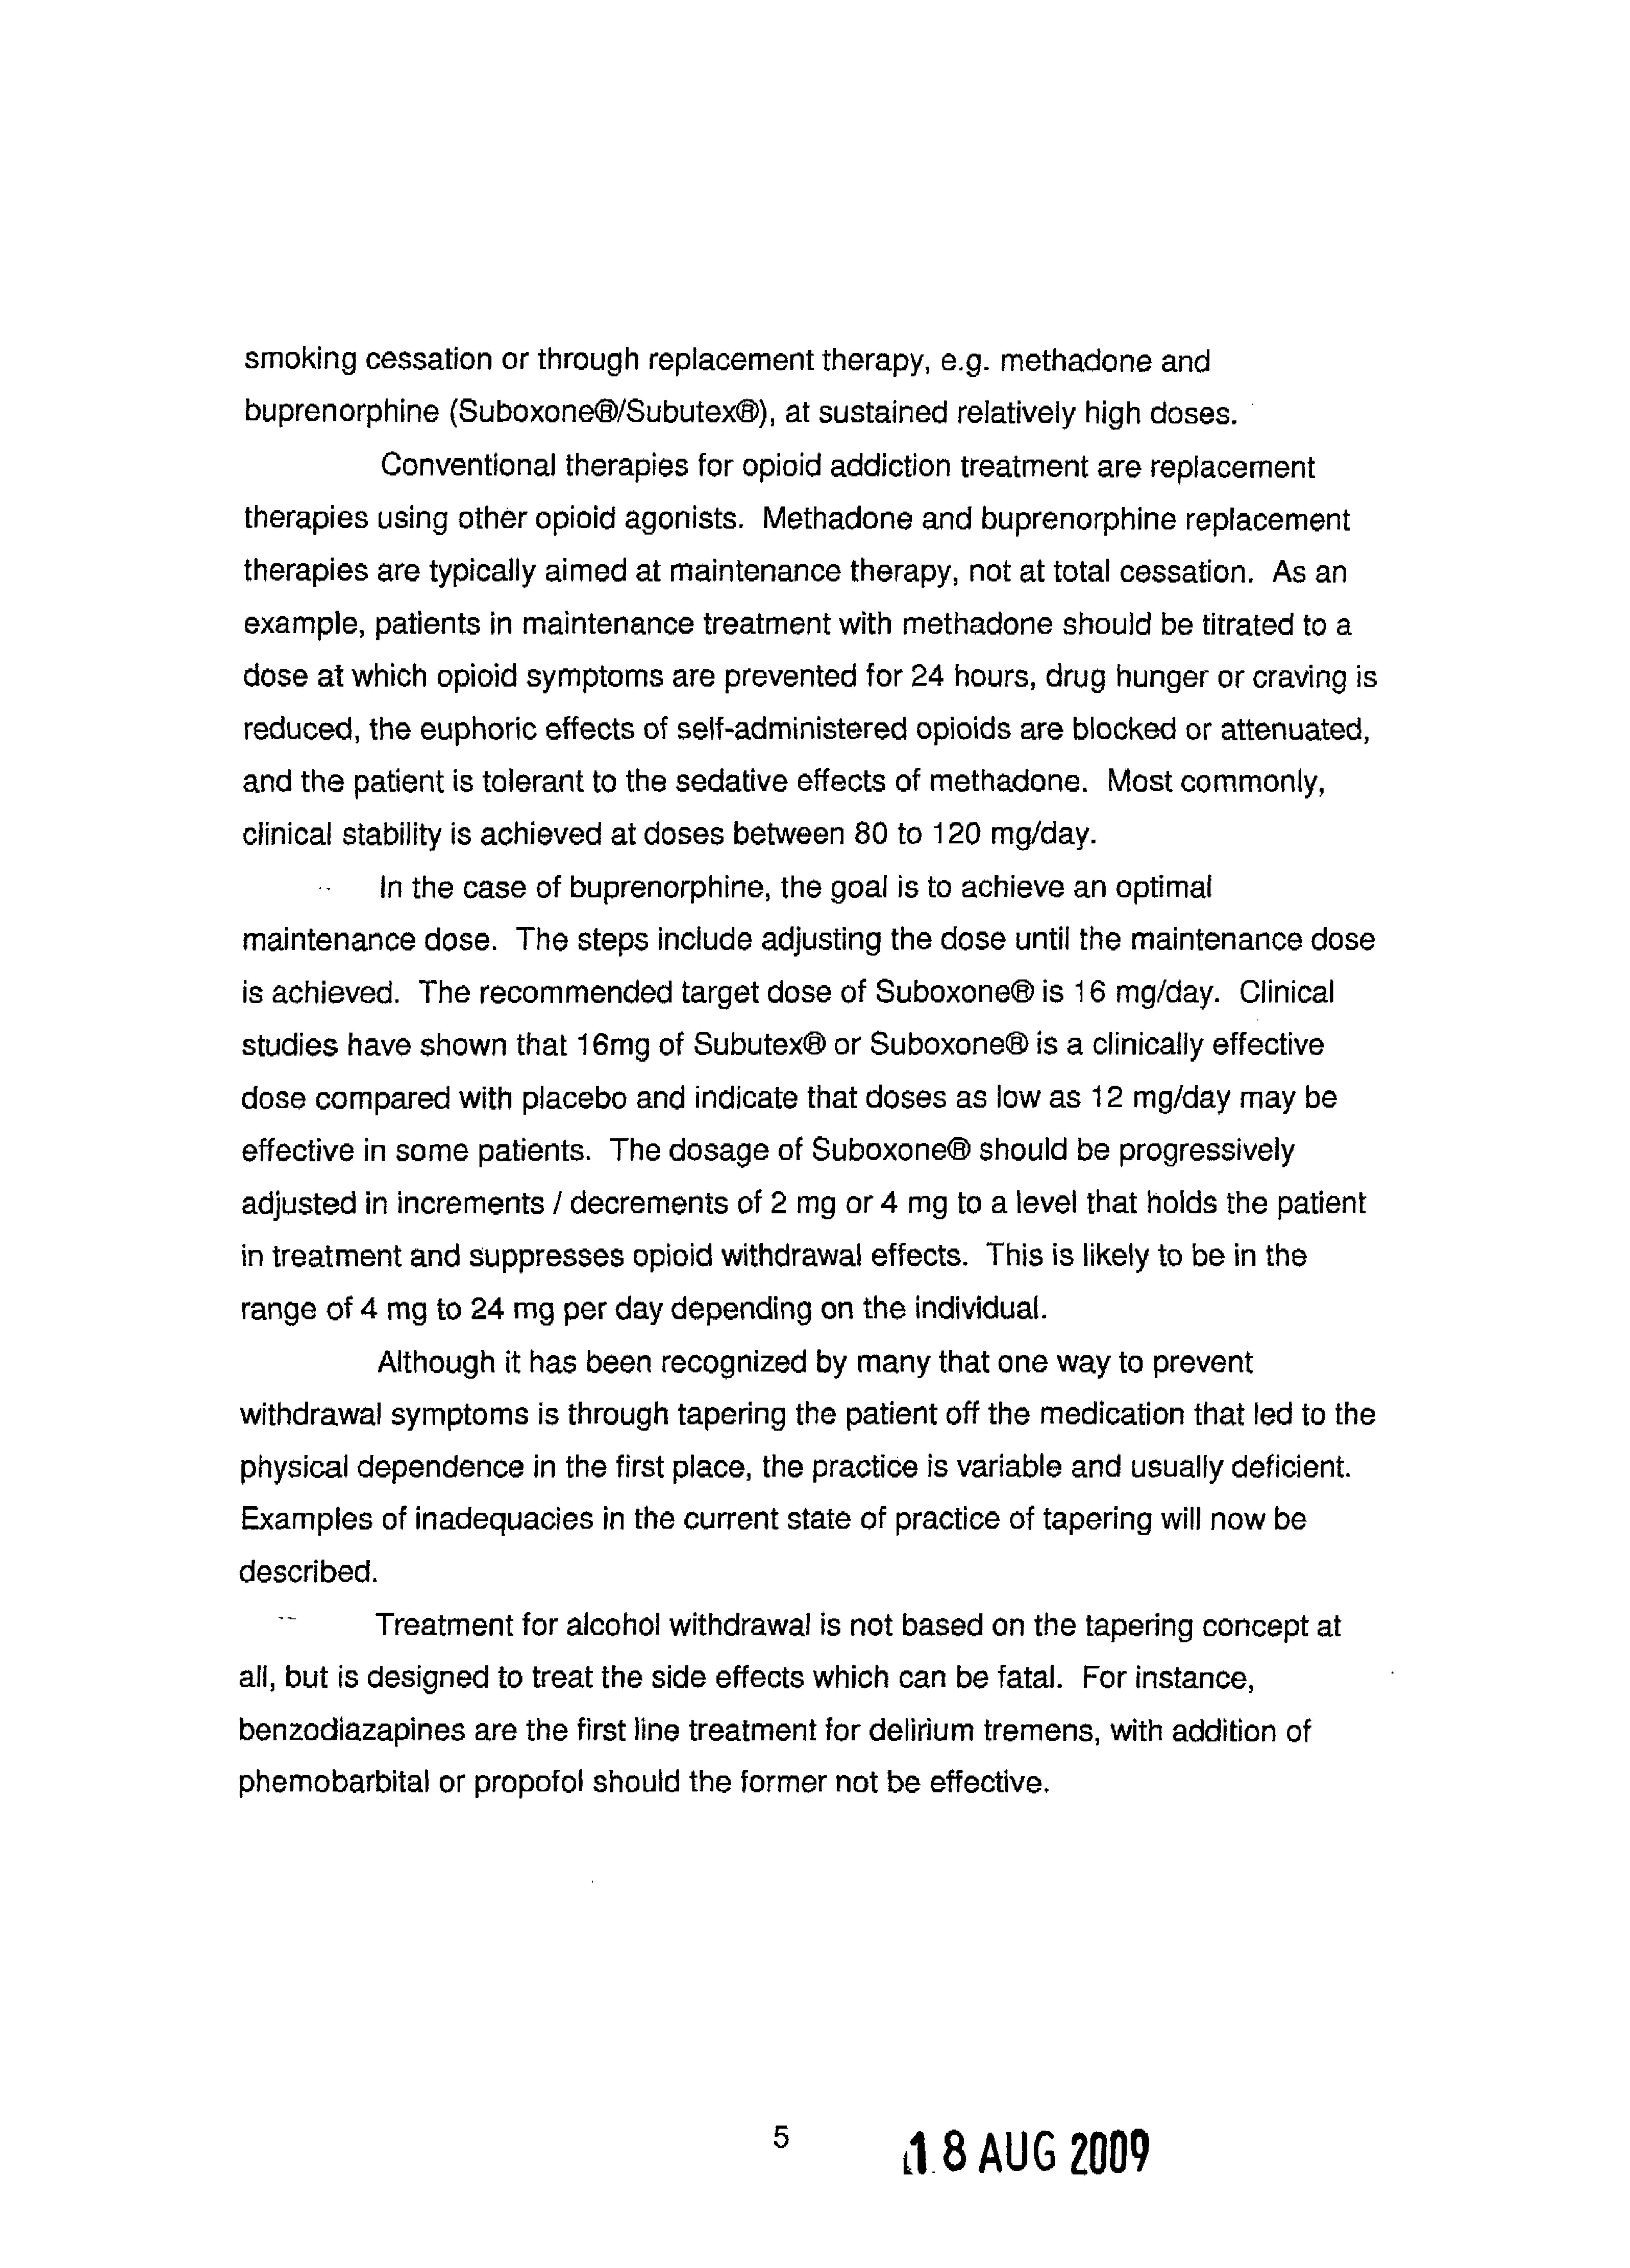 smoking cessation or through replacement therapy, e.g. methadone and
buprenorphine (Suboxone®/Subutex®), at sustained relatively high doses.
Conventional therapies for opioid addiction treatment are replacement
therapies using other opioid agonists. Methadone and buprenorphine replacement
therapies are typically aimed at maintenance therapy, not at total cessation. As an
example, patients in maintenance treatment with methadone should be titrated to a
dose at which opioid symptoms are prevented for 24 hours, drug hunger or craving is
reduced, the euphoric effects of self-administered opioids are blocked or attenuated,
and the patient is tolerant to the sedative effects of methadone. Most commonly,
clinical stability is achieved at doses between 80 to 120 mg/day.
In the case of buprenorphine, the goal is to achieve an optimal
maintenance dose. The steps include adjusting the dose until the maintenance dose
is achieved. The recommended target dose of Suboxone® is 16 mg/day. Clinical
studies have shown that 16mg of Subutex® or Suboxone® is a clinically effective
dose compared with placebo and indicate that doses as low as 12 mg/day may be
effective in some patients. The dosage of Suboxone® should be progressively
adjusted in increments / decrements of 2 mg or 4 mg to a level that holds the patient
in treatment and suppresses opioid withdrawal effects. This is likely to be in the
range of 4 mg to 24 mg per day depending on the individual.
Although it has been recognized by many that one way to prevent
withdrawal symptoms is through tapering the patient off the medication that led to the
physical dependence in the first place, the practice is variable and usually deficient.
Examples of inadequacies in the current state of practice of tapering will now be
described.
Treatment for alcohol withdrawal is not based on the tapering concept at
all, but is designed to treat the side effects which can be fatal. For instance,
benzodiazapines are the first line treatment for delirium tremens, with addition of
phemobarbital or propofol should the former not be effective.
5
18 AUG 2009